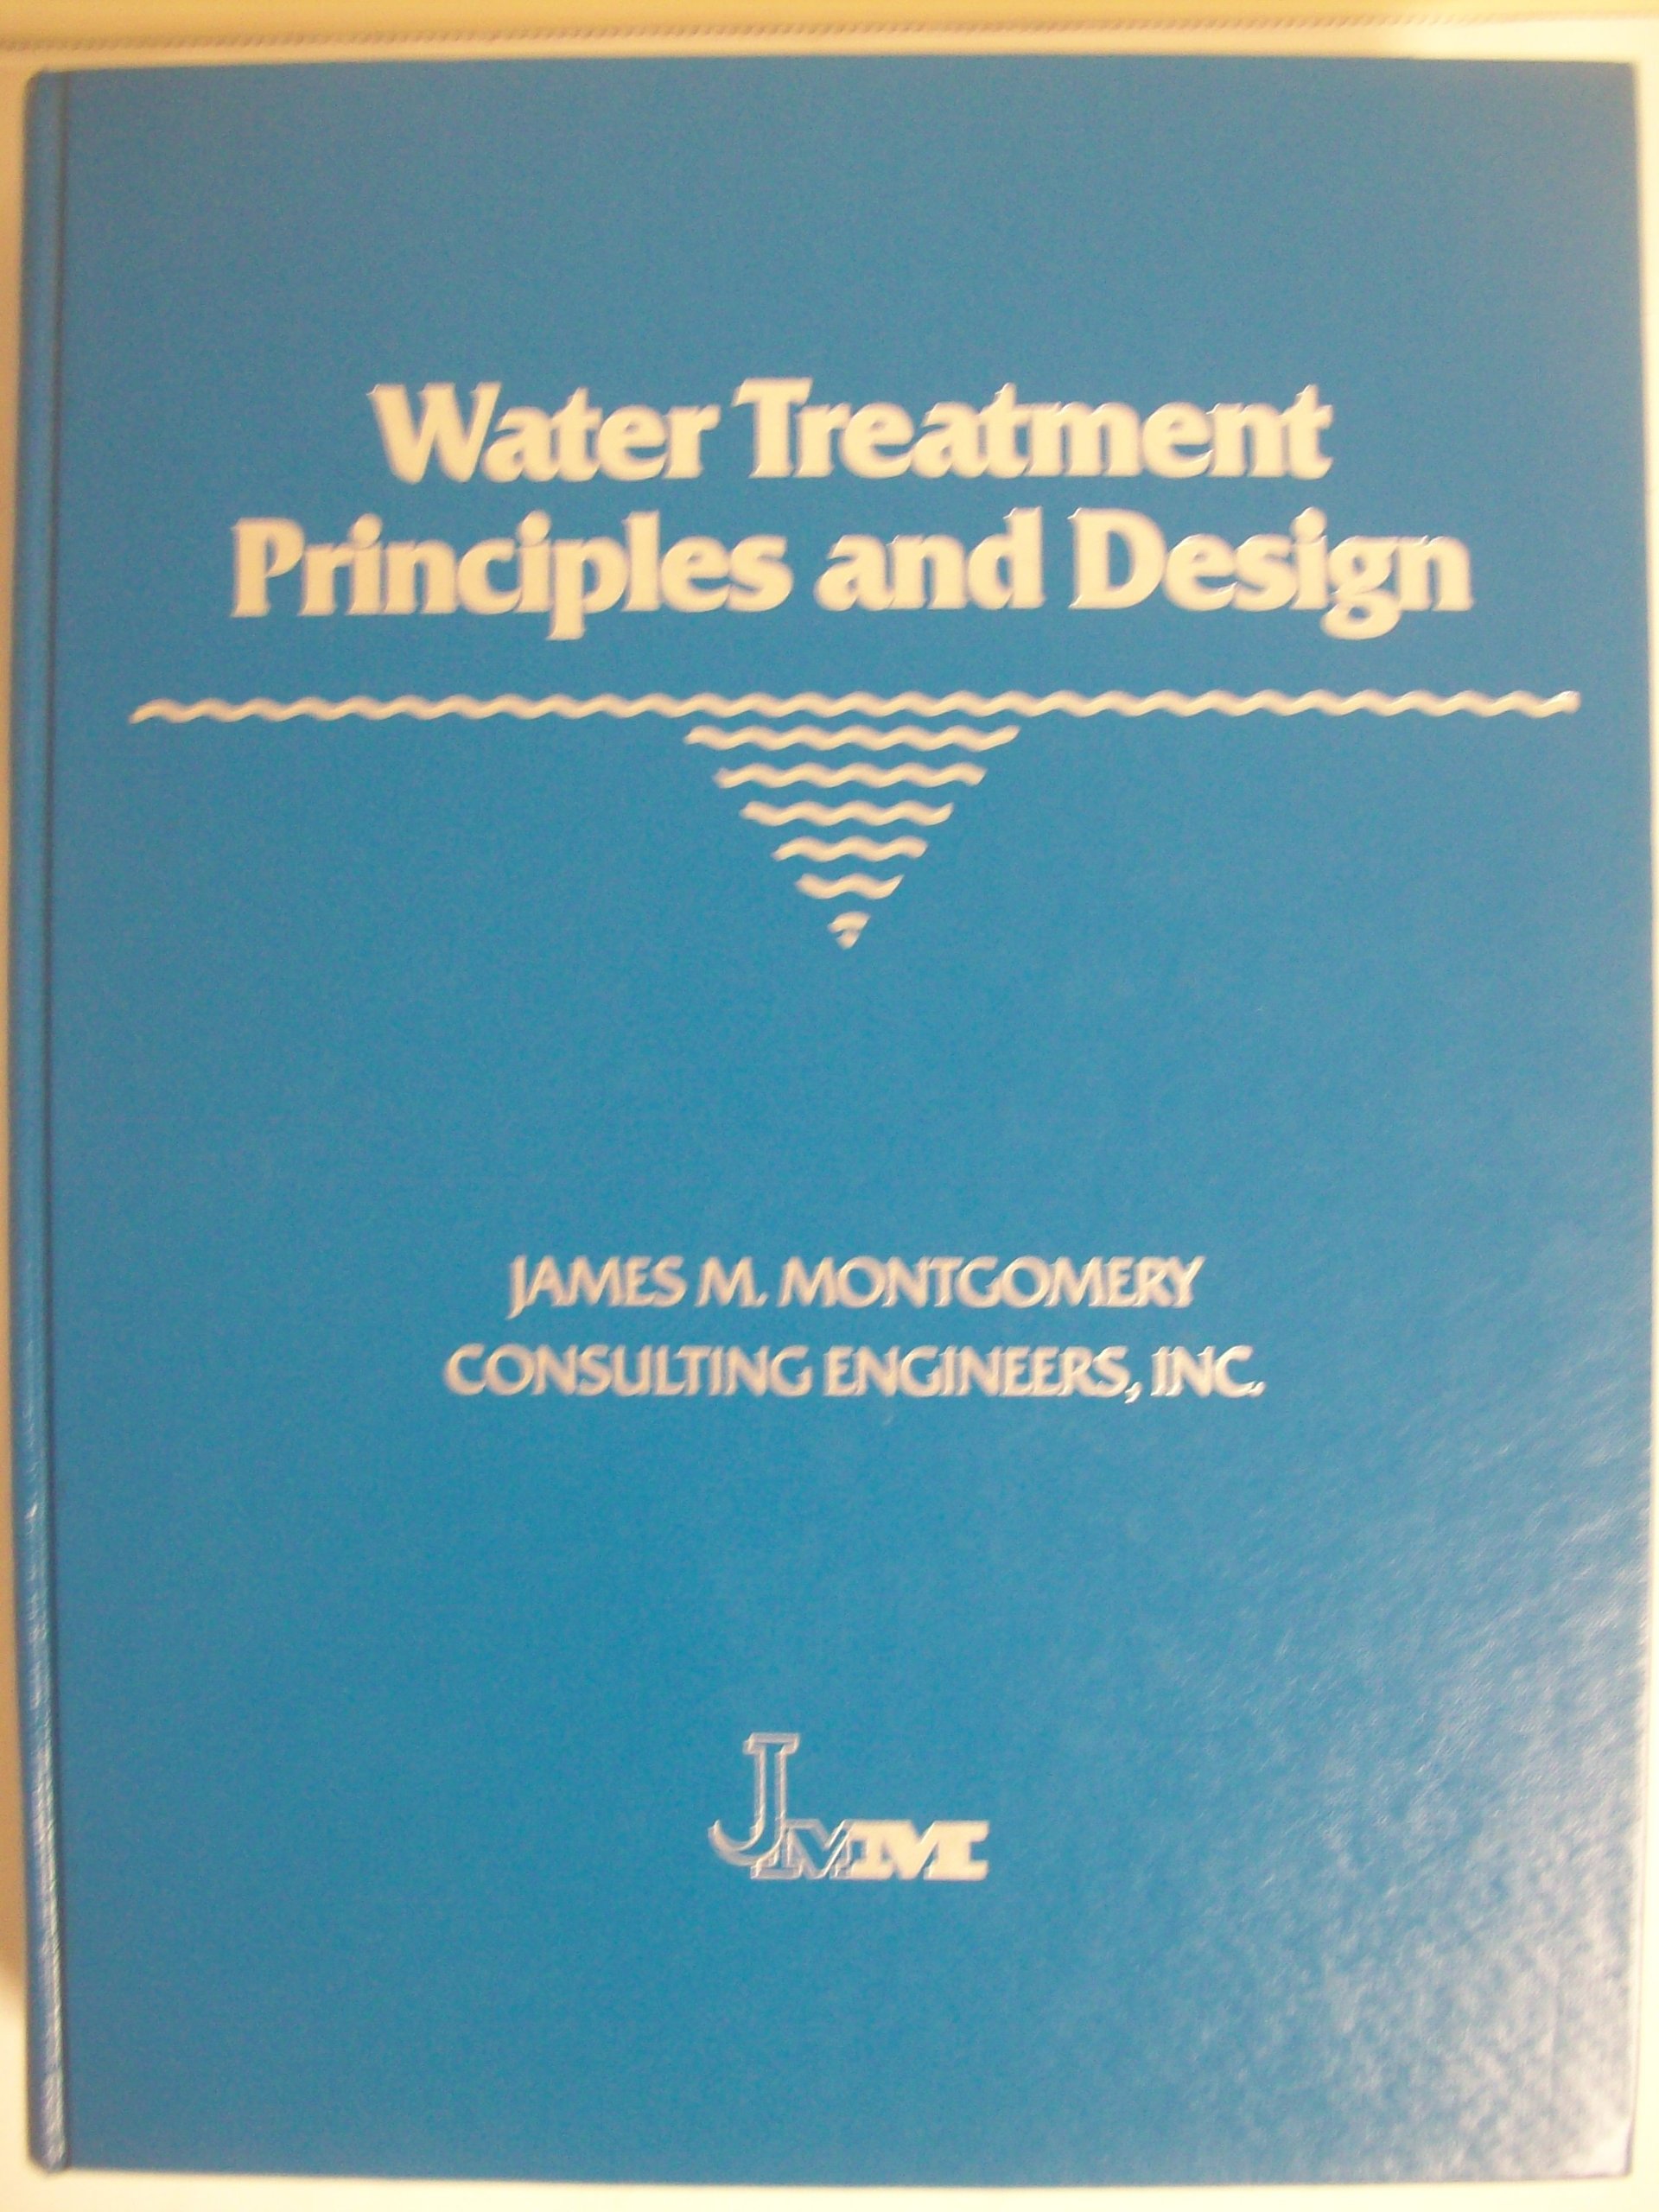 Water Treatment
Principles and Design
JAMES M. MONTGOMERY
CONSULTING ENGINEERS, INC.
JMM